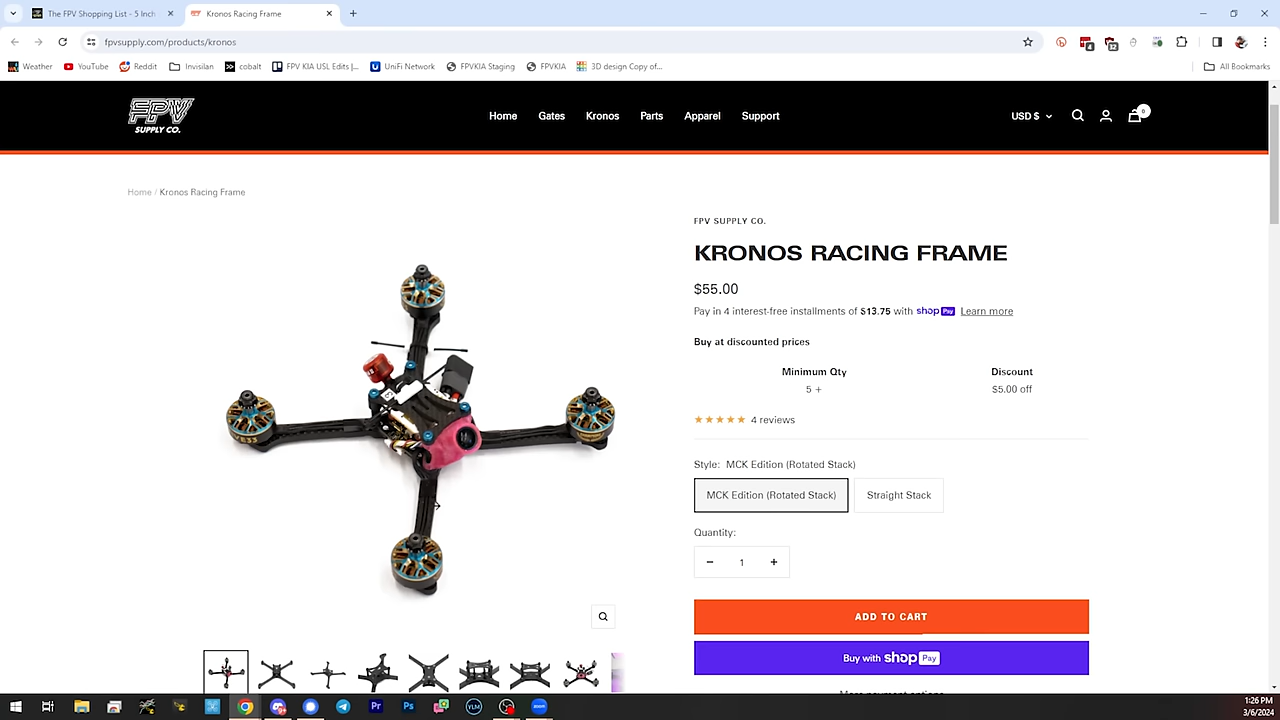 The FPV Shopping List - 5 Inch
Kronos Racing Frame
fpvsupply.com/products/kronos
Weather
YouTube
Reddit
Invisilan
cobalt
FPV KIA USL Edits |...
UniFi Network
FPVKIA Staging
FPVKIA
3D design Copy of...
All Bookmarks
FPV
SUPPLY CO.
Home
Gates
Kronos
Parts
Apparel
Support
USD $
0
Home / Kronos Racing Frame
FPV SUPPLY CO.
KRONOS RACING FRAME
$55.00
Pay in 4 interest-free installments of $13.75 with shop Pay Learn more
Buy at discounted prices
Minimum Qty Discount
5 + $5.00 off
4 reviews
Style: MCK Edition (Rotated Stack)
MCK Edition (Rotated Stack) Straight Stack
Quantity:
− 1 +
ADD TO CART
Buy with shop Pay
More payment options
1:26 PM
3/6/2024